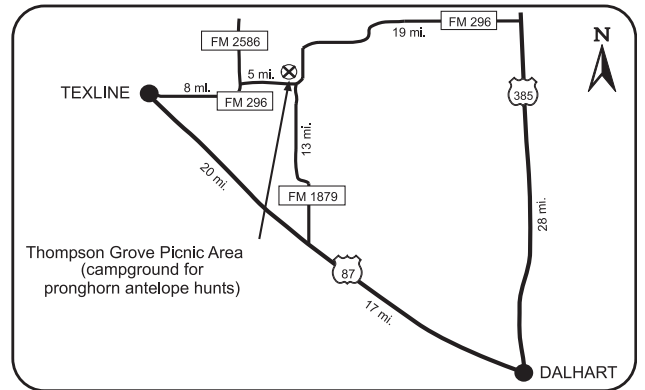 FM 2586
19 mi.
FM 296
N
5 mi.
TEXLINE
8 mI.
FM 296
385
13 mi.
20 mi.
FM 1879
28 mi.
Thompson Grove Picnic Area
(campground for
pronghorn antelope hunts)
87
17 mi.
DALHART